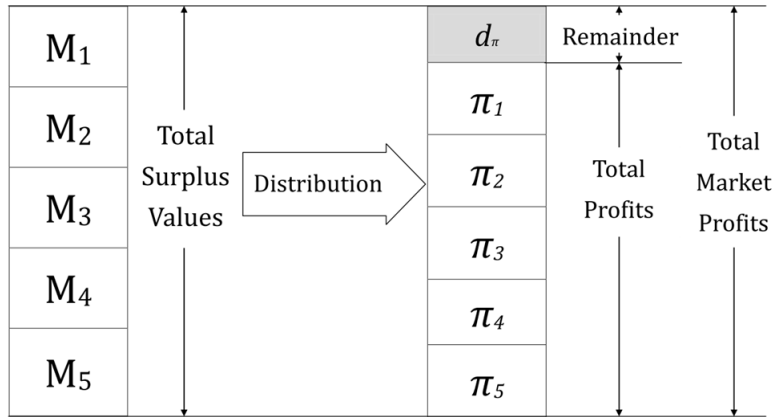 M₁
M₂
M₃
M₄
M₅
Total
Surplus
Values
Distribution
dπ
π₁
π₂
π₃
π₄
π₅
Remainder
Total
Profits
Total
Market
Profits